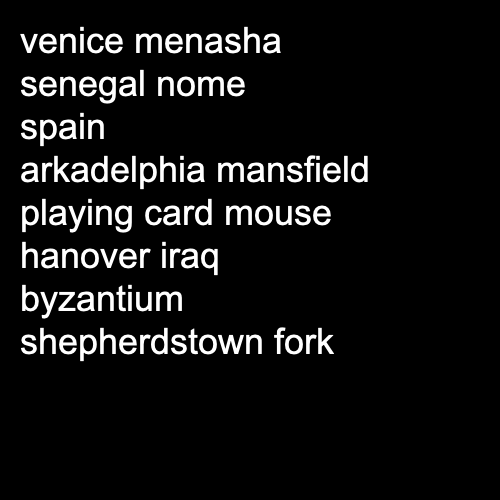 venice menasha
senegal nome
spain
arkadelphia mansfield
playing card mouse
hanover iraq
byzantium
shepherdstown fork